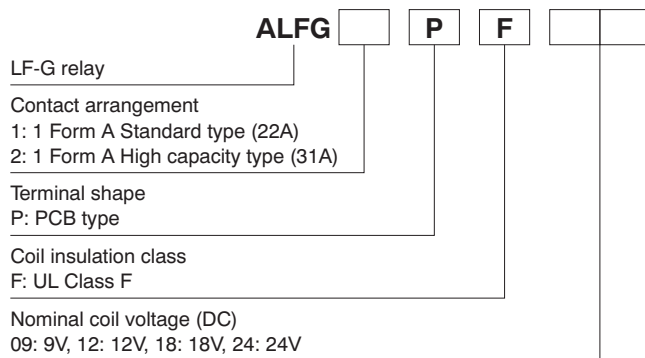 ALFG P F
LF-G relay
Contact arrangement
1: 1 Form A Standard type (22A)
2: 1 Form A High capacity type (31A)
Terminal shape
P: PCB type
Coil insulation class
F: UL Class F
Nominal coil voltage (DC)
09: 9V, 12: 12V, 18: 18V, 24: 24V